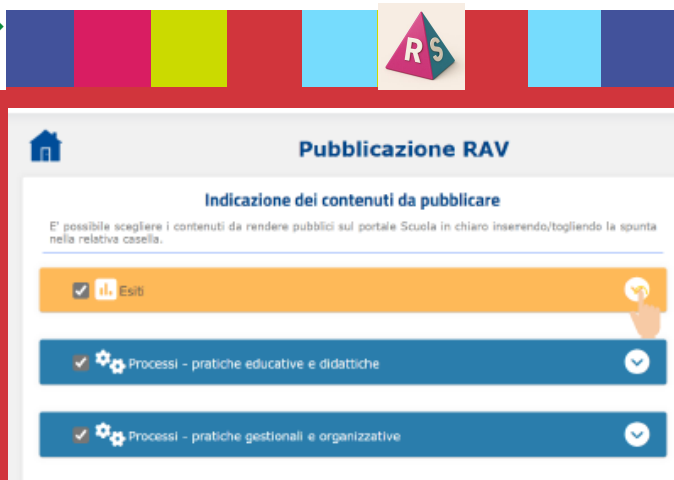 RS
Pubblicazione RAV
Indicazione dei contenuti da pubblicare
E' possibile scegliere i contenuti da rendere pubblici sul portale Scuola in chiaro inserendo/togliendo la spunta
nella relativa casella.
Esiti
Processi - pratiche educative e didattiche
Processi - pratiche gestionali e organizzative